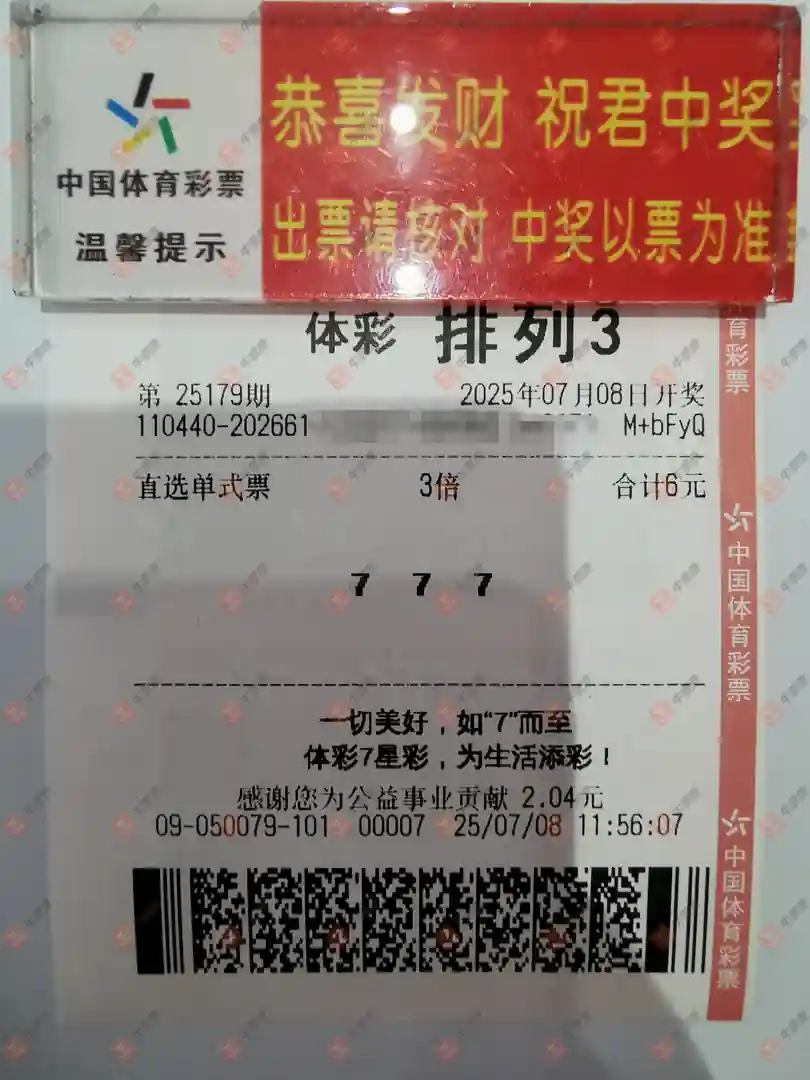 恭喜发财 祝君中奖
中国体育彩票
温馨提示
出票请核对 中奖以票为准
体彩 排列3
第 25179期 2025年07月08日开奖
110440-202661 M+bFyQ
直选单式票 3倍 合计6元
7 7 7
一切美好，如“7”而至
体彩7星彩，为生活添彩！
感谢您为公益事业贡献 2.04元
09-050079-101 00007 25/07/08 11:56:07
育彩票
中国体育彩票
中国体育彩票